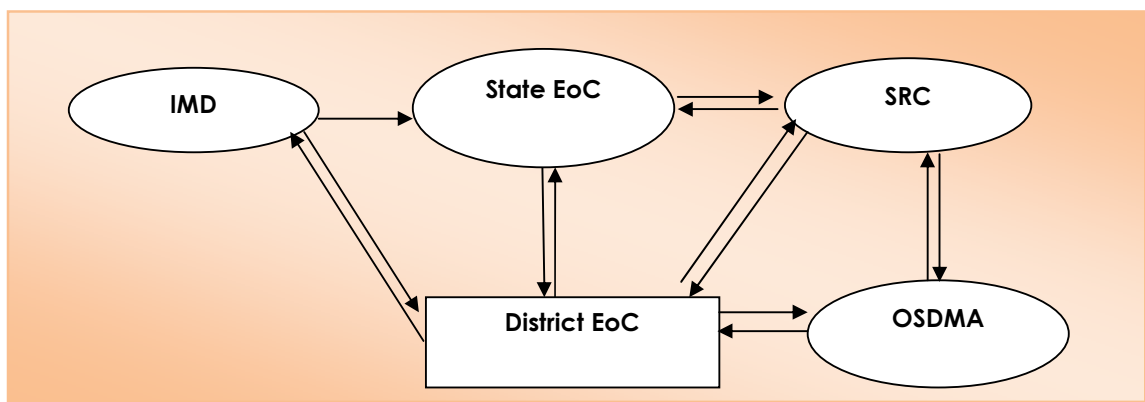 IMD
State EoC
SRC
District EoC
OSDMA